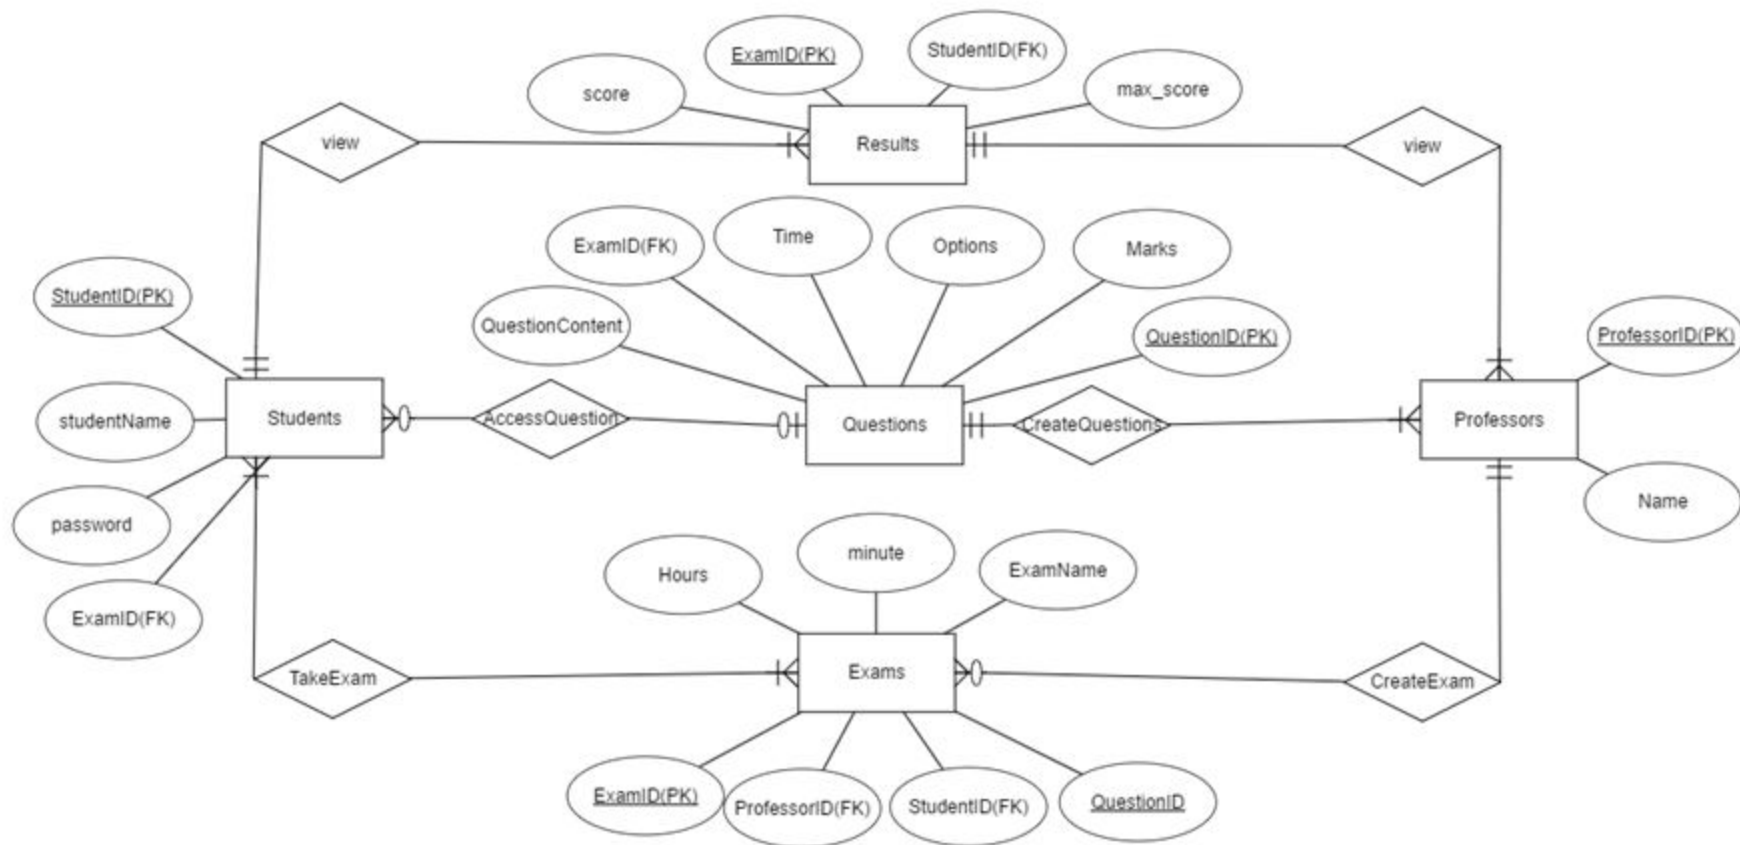 ExamID(PK)
StudentID(FK)
score
max_score
view
Results
view
ExamID(FK)
Time
Options
Marks
StudentID(PK)
QuestionContent
QuestionID(PK)
ProfessorID(PK)
studentName
Students
AccessQuestion
Questions
CreateQuestions
Professors
password
Name
Hours
minute
ExamName
ExamID(FK)
TakeExam
Exams
CreateExam
ExamID(PK)
ProfessorID(FK)
StudentID(FK)
QuestionID